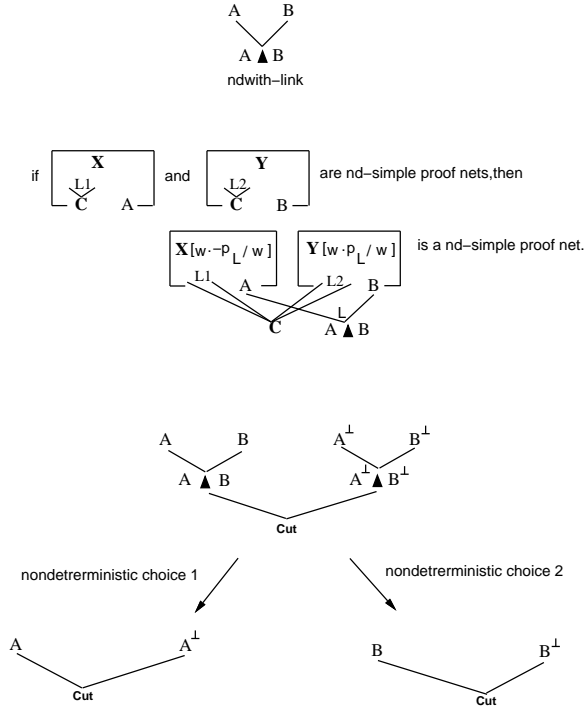 A B
A ▲ B
ndwith−link
if X L1 C A and Y L2 C B are nd−simple proof nets,then
X[w·¬p_L / w ] Y[w · p_L / w ] is a nd−simple proof net.
L1 A L2 B
L
C A ▲ B
A B A⊥ B⊥
A ▲ B A⊥ ▲ B⊥
Cut
nondetrerministic choice 1 nondetrerministic choice 2
A A⊥ B B⊥
Cut Cut